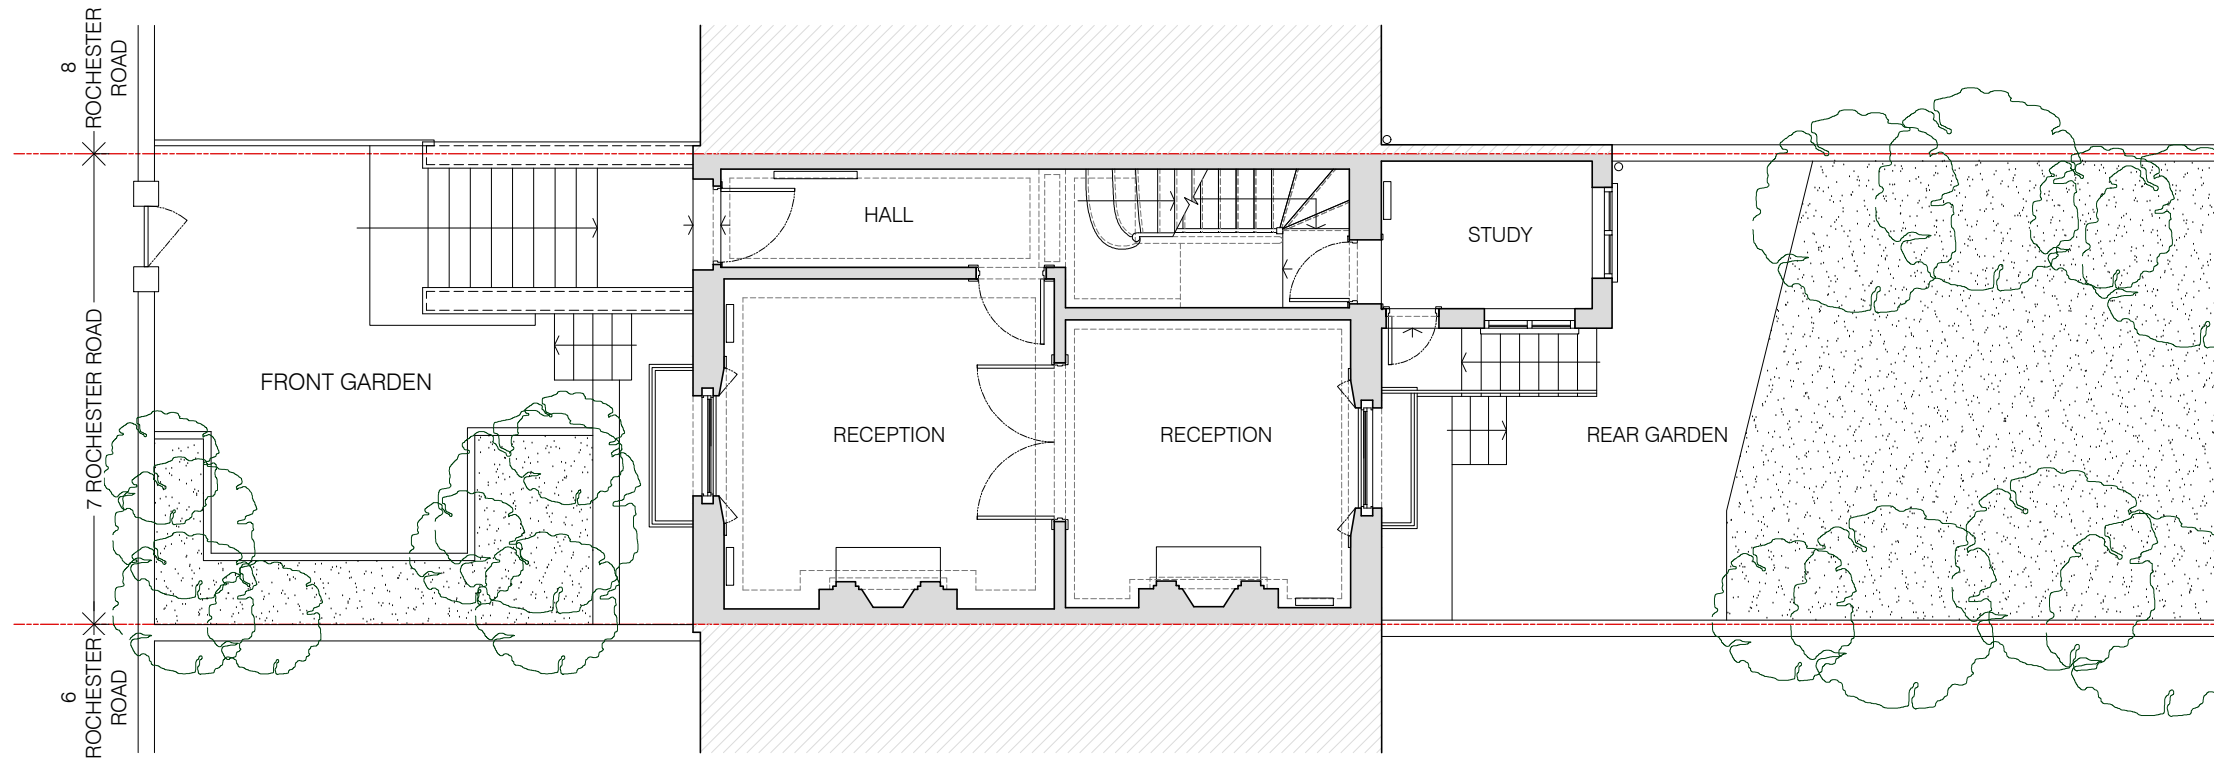 8
ROCHESTER
ROAD
7 ROCHESTER ROAD
6
ROCHESTER
ROAD
FRONT GARDEN
HALL
RECEPTION
RECEPTION
STUDY
REAR GARDEN